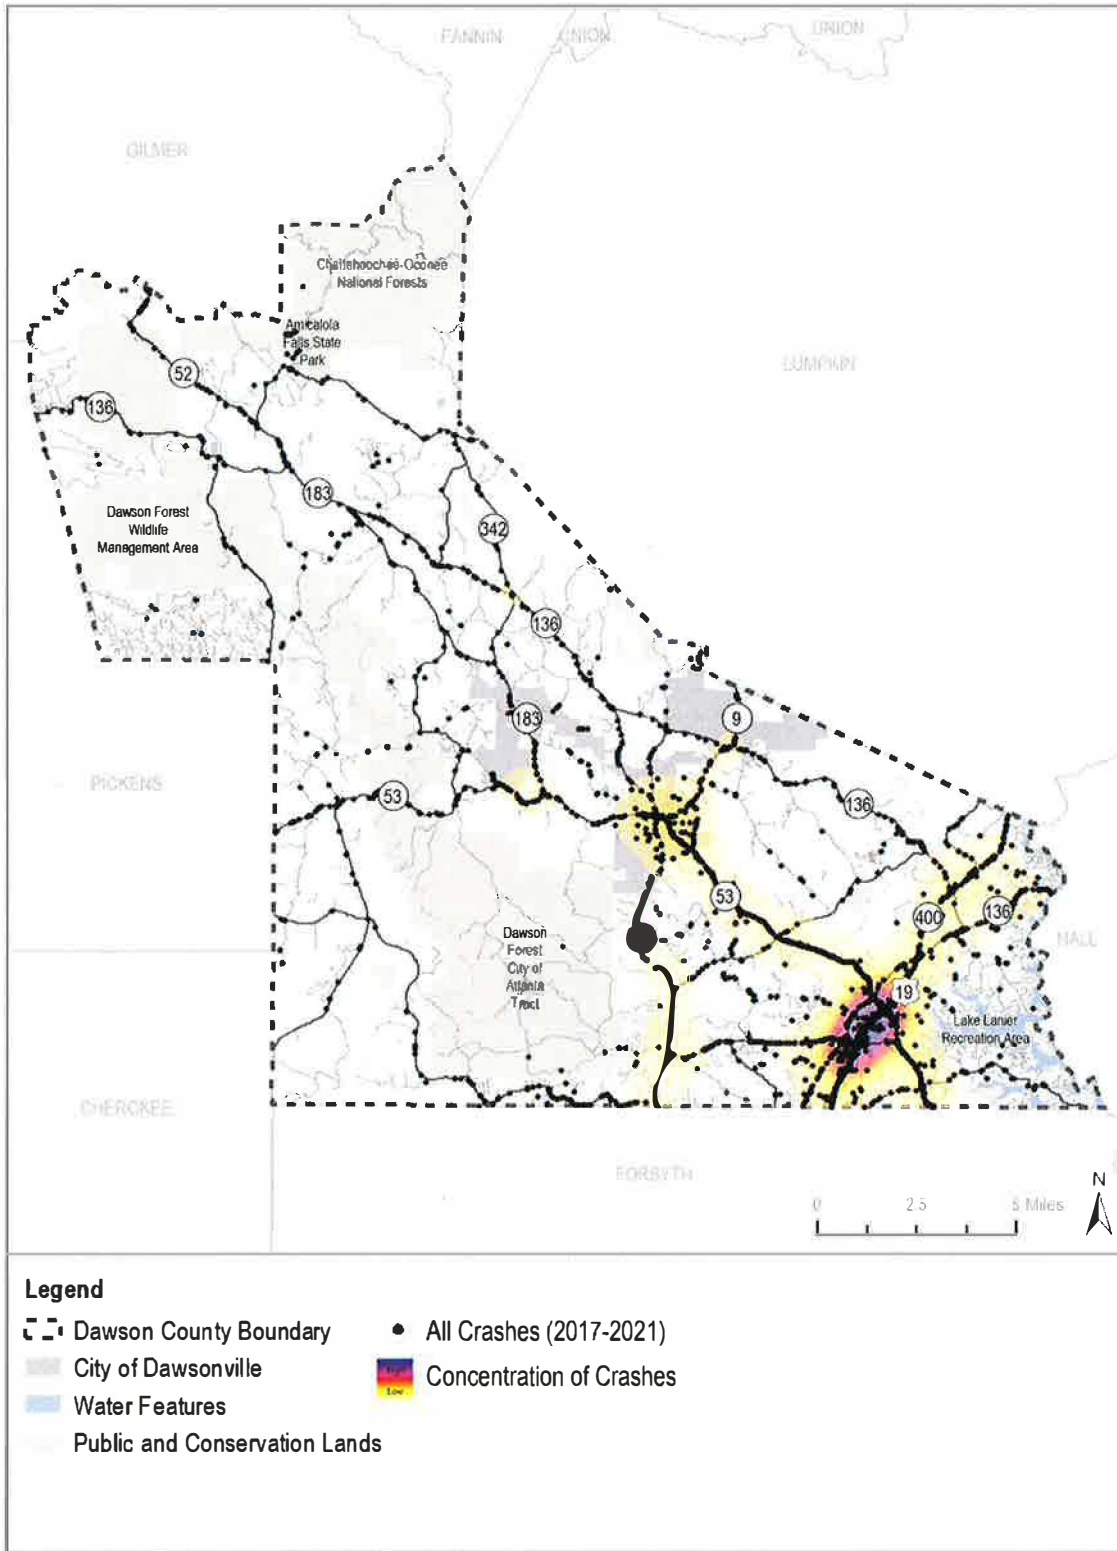 FANNIN
UNION
UNION
GILMER
Chattahoochee-Oconee
National Forests
Amicalola
Falls State
Park
LUMPKIN
52
136
183
Dawson Forest
Wildlife
Management Area
342
136
183
9
PICKENS
53
136
53
400
136
HALL
Dawson
Forest
City of
Atlanta
Tract
19
Lake Lanier
Recreation Area
CHEROKEE
FORSYTH
N
0 2.5 5 Miles
Legend
Dawson County Boundary
All Crashes (2017-2021)
City of Dawsonville
High
Low
Concentration of Crashes
Water Features
Public and Conservation Lands